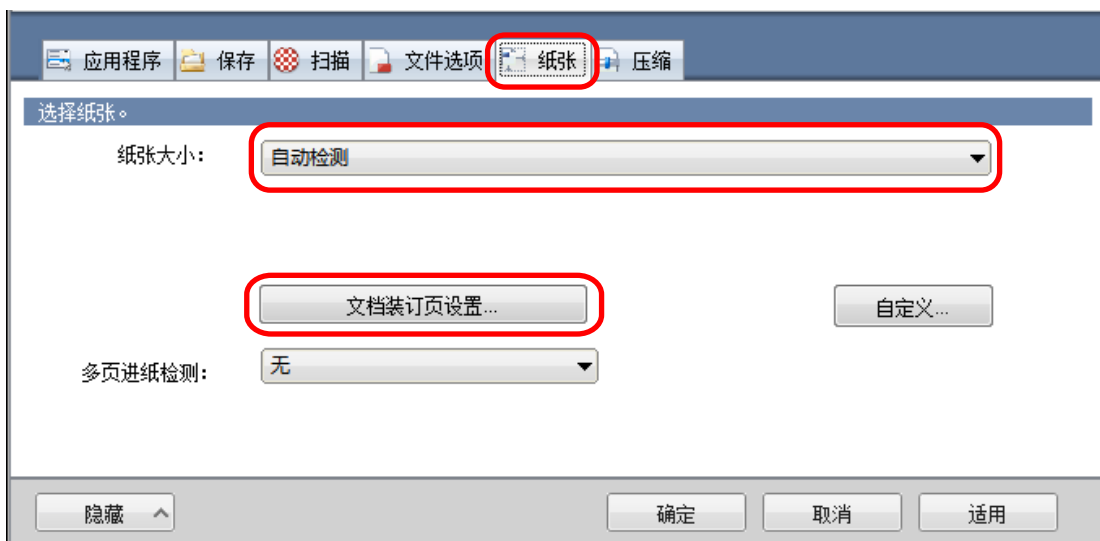 应用程序 保存 扫描 文件选项 纸张 压缩
选择纸张。
纸张大小: 自动检测
文档装订页设置... 自定义...
多页进纸检测: 无
隐藏 确定 取消 适用